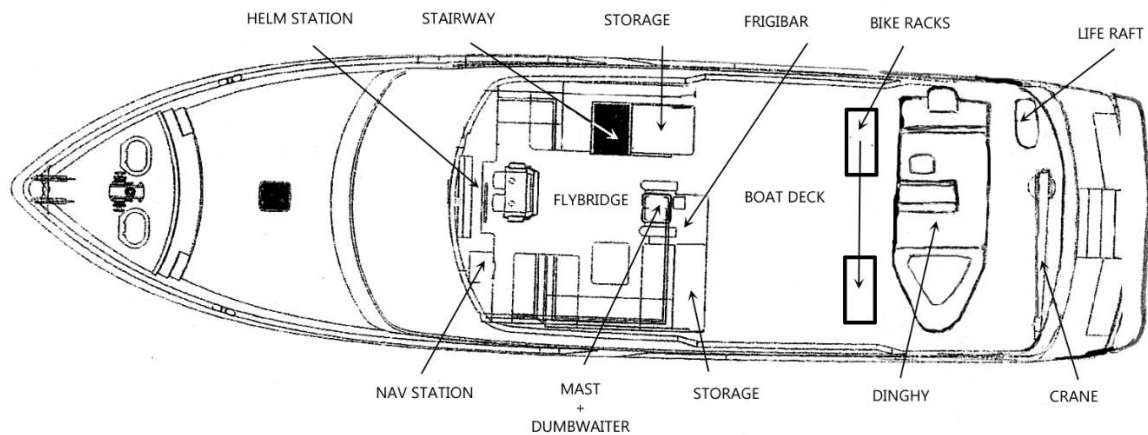 HELM STATION
STAIRWAY
STORAGE
FRIGIBAR
BIKE RACKS
LIFE RAFT
FLYBRIDGE
BOAT DECK
NAV STATION
MAST
+
DUMBWAITER
STORAGE
DINGHY
CRANE